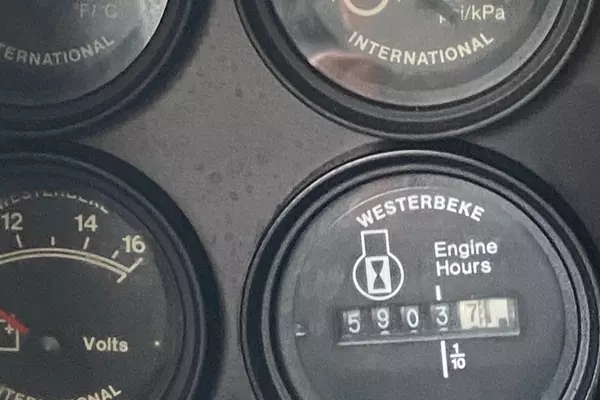 F/°C
INTERNATIONAL
psi/kPa
INTERNATIONAL
WESTERBEKE
12 14 16
Volts
INTERNATIONAL
WESTERBEKE
Engine
Hours
5 9 0 3 7
1/10